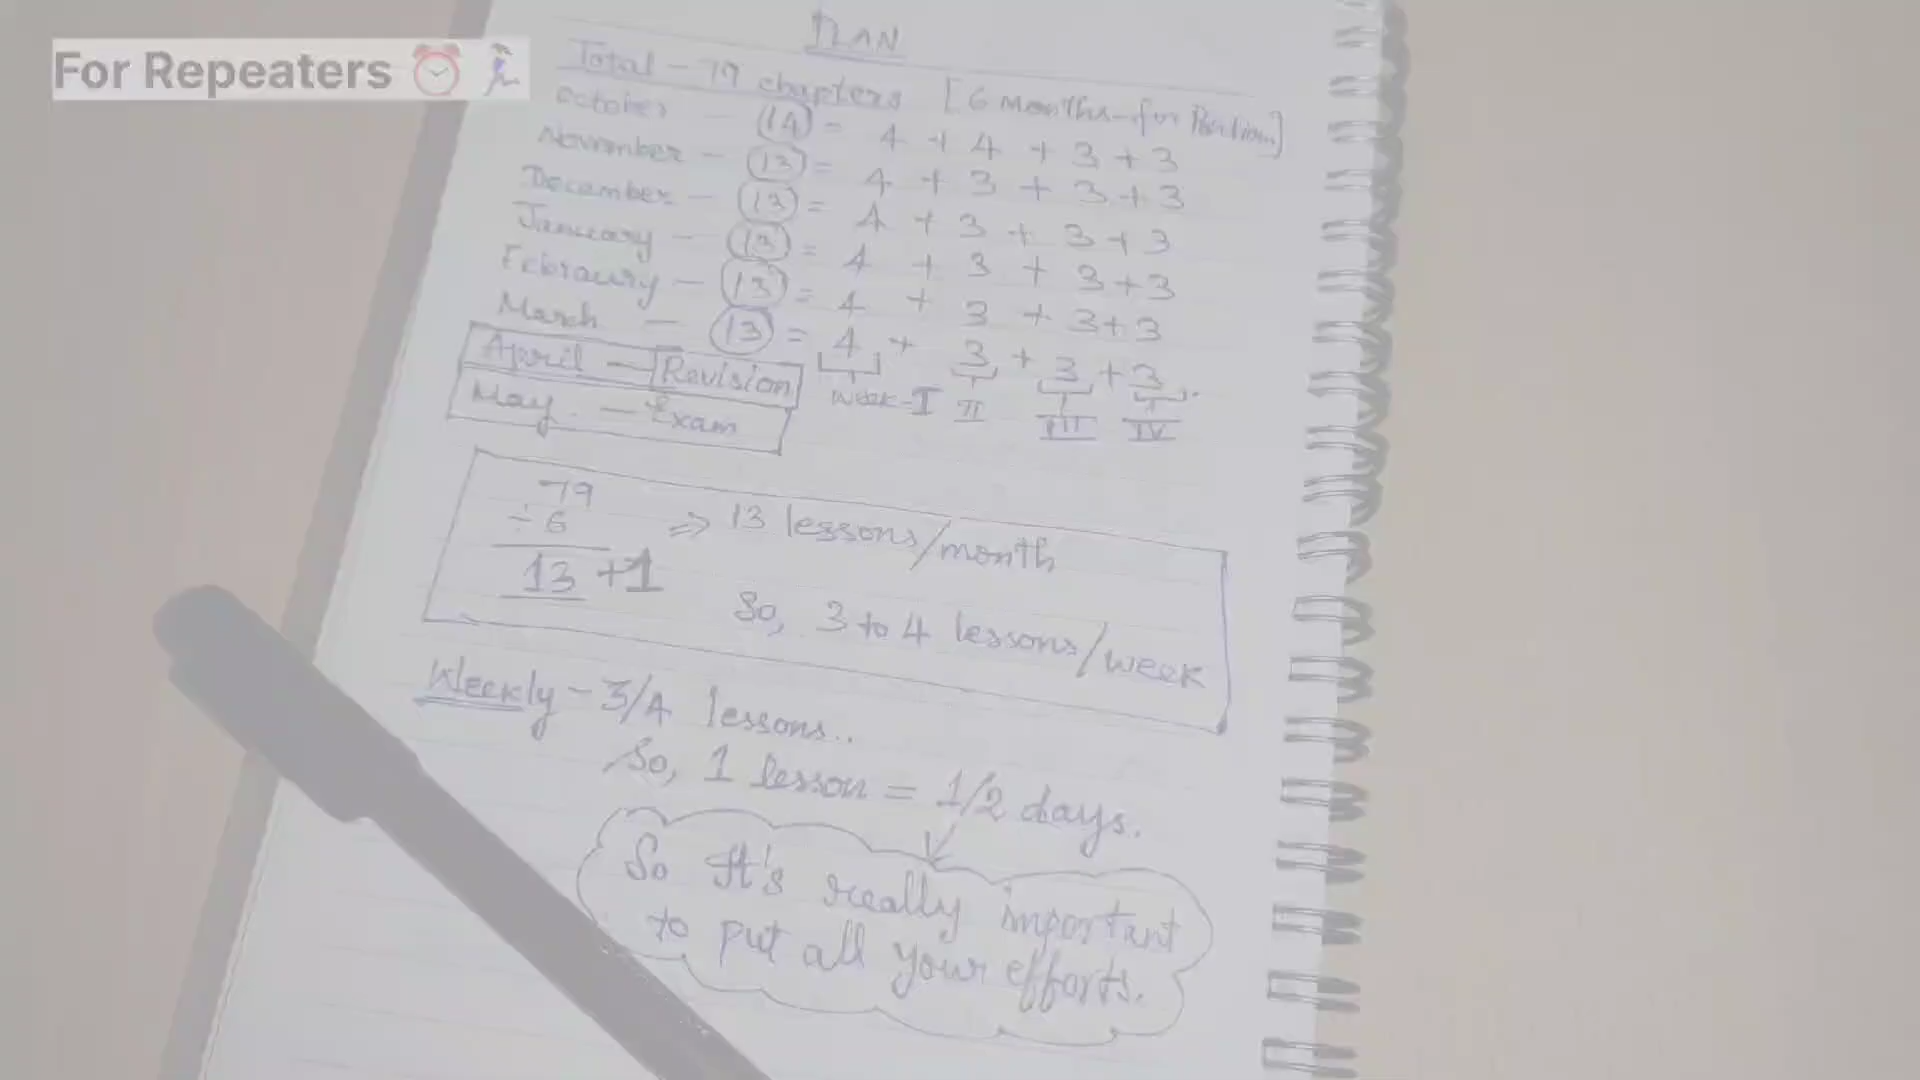 For Repeaters
PLAN
Total - 79 chapters [6 months-for Portion]
October - 14 = 4 + 4 + 3 + 3
November - 13 = 4 + 3 + 3 + 3
December - 13 = 4 + 3 + 3 + 3
January - 13 = 4 + 3 + 3 + 3
Febraury - 13 = 4 + 3 + 3 + 3
March - 13 = 4 + 3 + 3 + 3.
April - Revision
Week-I II III IV
May. - Exam
79
÷ 6
13 +1
⇒ 13 lessons/month
So, 3 to 4 lessons/week
Weekly - 3/4 lessons..
So, 1 lesson = 1/2 days.
So It's really important
to put all your efforts.